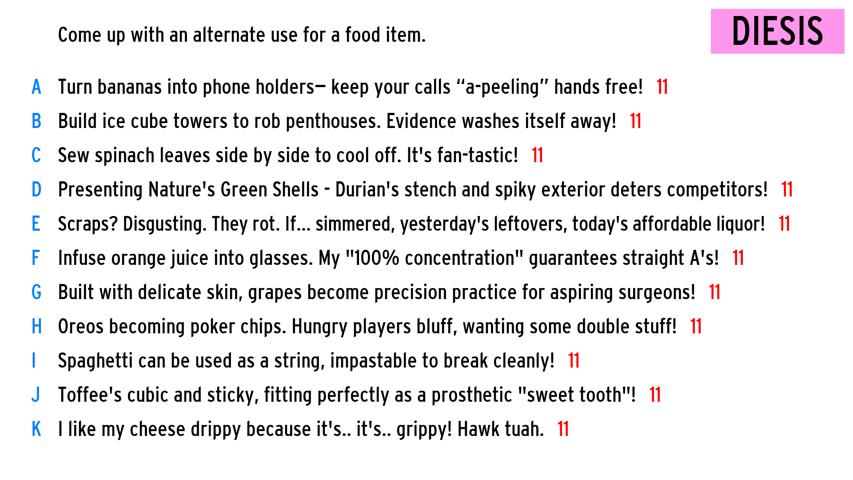 Come up with an alternate use for a food item.
DIESIS
A Turn bananas into phone holders— keep your calls “a-peeling” hands free! 11
B Build ice cube towers to rob penthouses. Evidence washes itself away! 11
C Sew spinach leaves side by side to cool off. It's fan-tastic! 11
D Presenting Nature's Green Shells - Durian's stench and spiky exterior deters competitors! 11
E Scraps? Disgusting. They rot. If... simmered, yesterday's leftovers, today's affordable liquor! 11
F Infuse orange juice into glasses. My "100% concentration" guarantees straight A's! 11
G Built with delicate skin, grapes become precision practice for aspiring surgeons! 11
H Oreos becoming poker chips. Hungry players bluff, wanting some double stuff! 11
I Spaghetti can be used as a string, impastable to break cleanly! 11
J Toffee's cubic and sticky, fitting perfectly as a prosthetic "sweet tooth"! 11
K I like my cheese drippy because it's.. it's.. grippy! Hawk tuah. 11